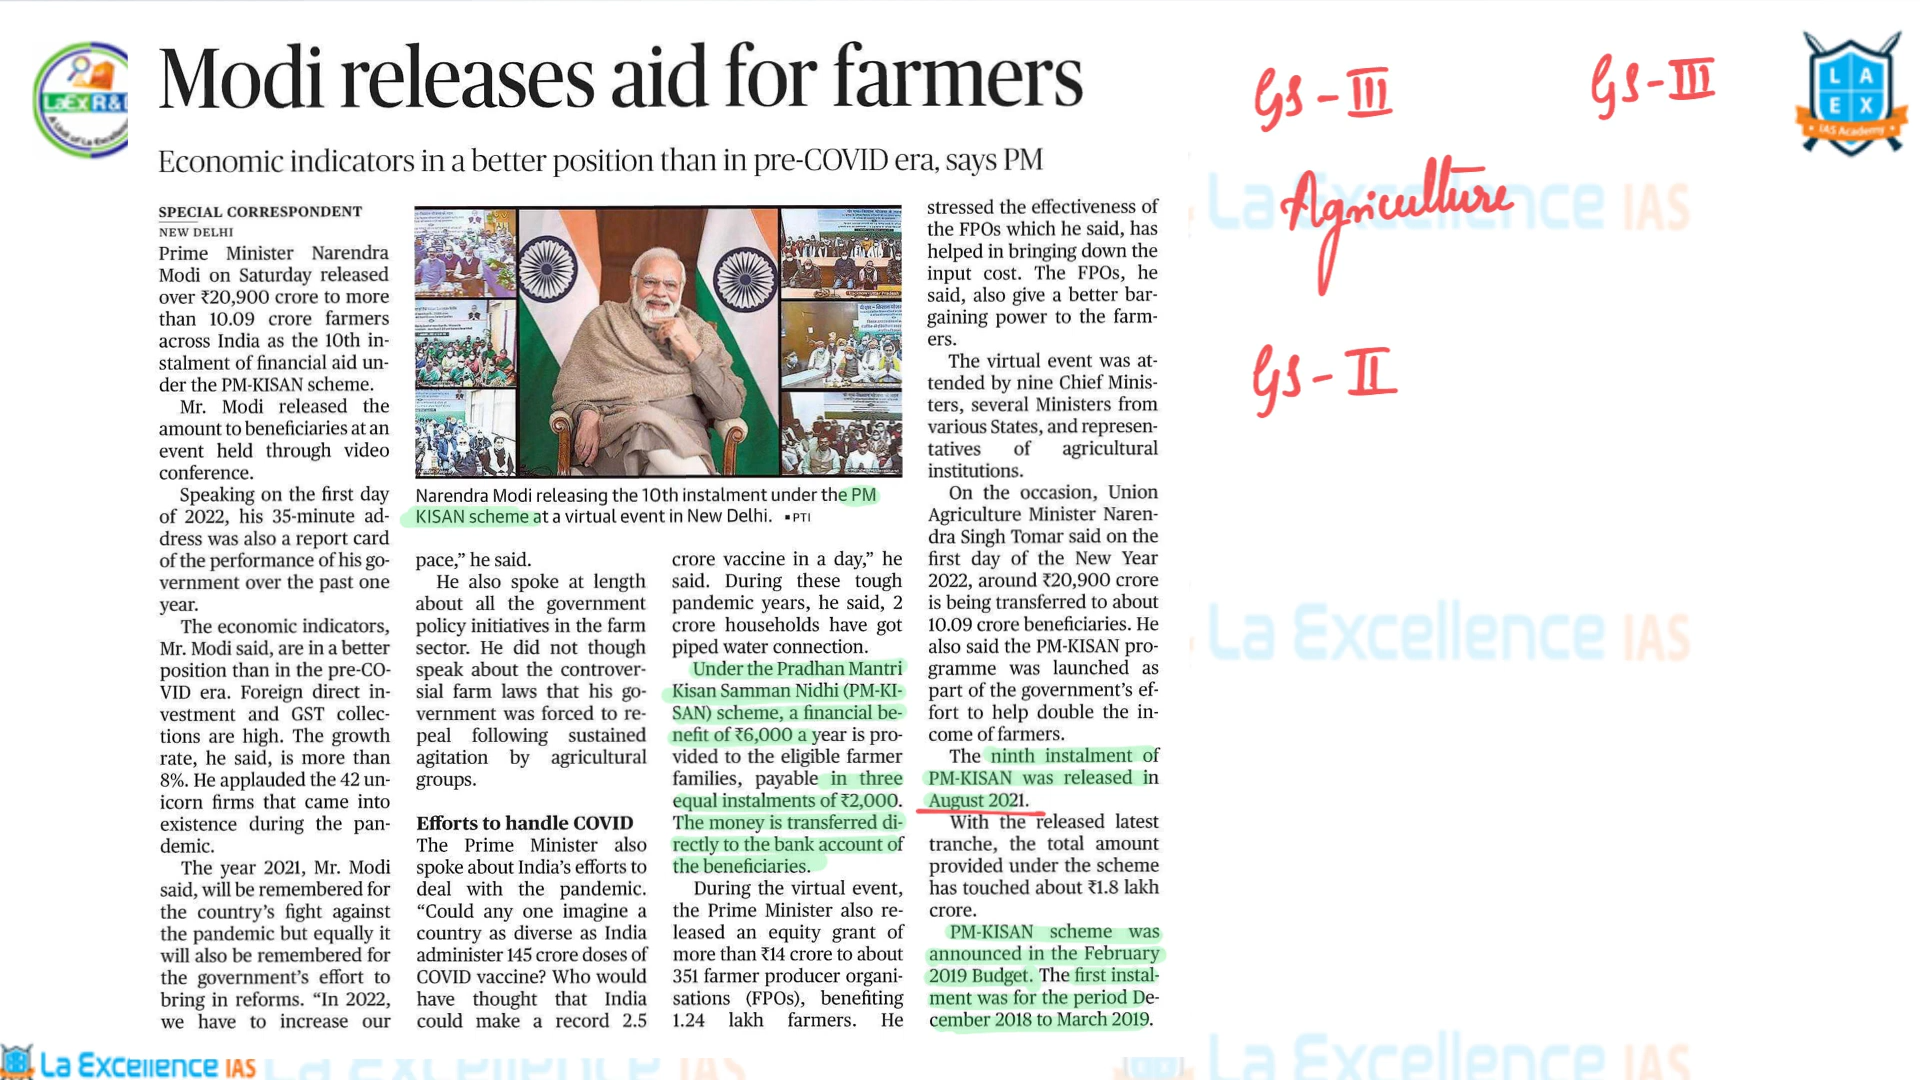 Modi releases aid for farmers
Economic indicators in a better position than in pre-COVID era, says PM
SPECIAL CORRESPONDENT
NEW DELHI
Prime Minister Narendra
Modi on Saturday released
over ₹20,900 crore to more
than 10.09 crore farmers
across India as the 10th in-
stalment of financial aid un-
der the PM-KISAN scheme.
Mr. Modi released the
amount to beneficiaries at an
event held through video
conference.
Speaking on the first day
of 2022, his 35-minute ad-
dress was also a report card
of the performance of his go-
vernment over the past one
year.
The economic indicators,
Mr. Modi said, are in a better
position than in the pre-CO-
VID era. Foreign direct in-
vestment and GST collec-
tions are high. The growth
rate, he said, is more than
8%. He applauded the 42 un-
icorn firms that came into
existence during the pan-
demic.
The year 2021, Mr. Modi
said, will be remembered for
the country's fight against
the pandemic but equally it
will also be remembered for
the government's effort to
bring in reforms. “In 2022,
we have to increase our
Narendra Modi releasing the 10th instalment under the PM
KISAN scheme at a virtual event in New Delhi. ▪ PTI
pace,” he said.
He also spoke at length
about all the government
policy initiatives in the farm
sector. He did not though
speak about the controver-
sial farm laws that his go-
vernment was forced to re-
peal following sustained
agitation by agricultural
groups.
Efforts to handle COVID
The Prime Minister also
spoke about India's efforts to
deal with the pandemic.
“Could any one imagine a
country as diverse as India
administer 145 crore doses of
COVID vaccine? Who would
have thought that India
could make a record 2.5
crore vaccine in a day,” he
said. During these tough
pandemic years, he said, 2
crore households have got
piped water connection.
Under the Pradhan Mantri
Kisan Samman Nidhi (PM-KI-
SAN) scheme, a financial be-
nefit of ₹6,000 a year is pro-
vided to the eligible farmer
families, payable in three
equal instalments of ₹2,000.
The money is transferred di-
rectly to the bank account of
the beneficiaries.
During the virtual event,
the Prime Minister also re-
leased an equity grant of
more than ₹14 crore to about
351 farmer producer organi-
sations (FPOs), benefiting
1.24 lakh farmers. He
stressed the effectiveness of
the FPOs which he said, has
helped in bringing down the
input cost. The FPOs, he
said, also give a better bar-
gaining power to the farm-
ers.
The virtual event was at-
tended by nine Chief Minis-
ters, several Ministers from
various States, and represen-
tatives of agricultural
institutions.
On the occasion, Union
Agriculture Minister Naren-
dra Singh Tomar said on the
first day of the New Year
2022, around ₹20,900 crore
is being transferred to about
10.09 crore beneficiaries. He
also said the PM-KISAN pro-
gramme was launched as
part of the government's ef-
fort to help double the in-
come of farmers.
The ninth instalment of
PM-KISAN was released in
August 2021.
With the released latest
tranche, the total amount
provided under the scheme
has touched about ₹1.8 lakh
crore.
PM-KISAN scheme was
announced in the February
2019 Budget. The first instal-
ment was for the period De-
cember 2018 to March 2019.
GS-III
GS-III
Agriculture
GS-II
LaEx R&D
LA
EX
IAS Academy
La Excellence IAS
La Excellence IAS
La Excellence IAS
La Excellence IAS
La Excellence IAS